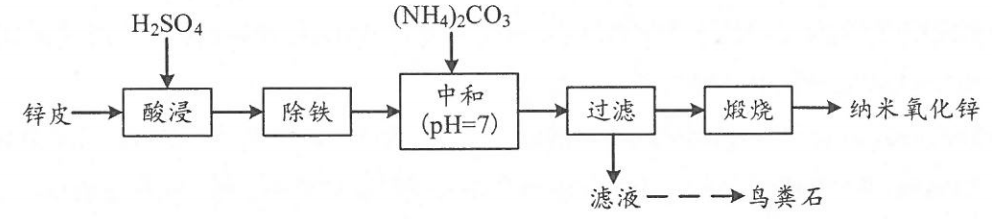 H₂SO₄
(NH₄)₂CO₃
锌皮
酸浸
除铁
中和
(pH=7)
过滤
煅烧
纳米氧化锌
滤液
鸟粪石